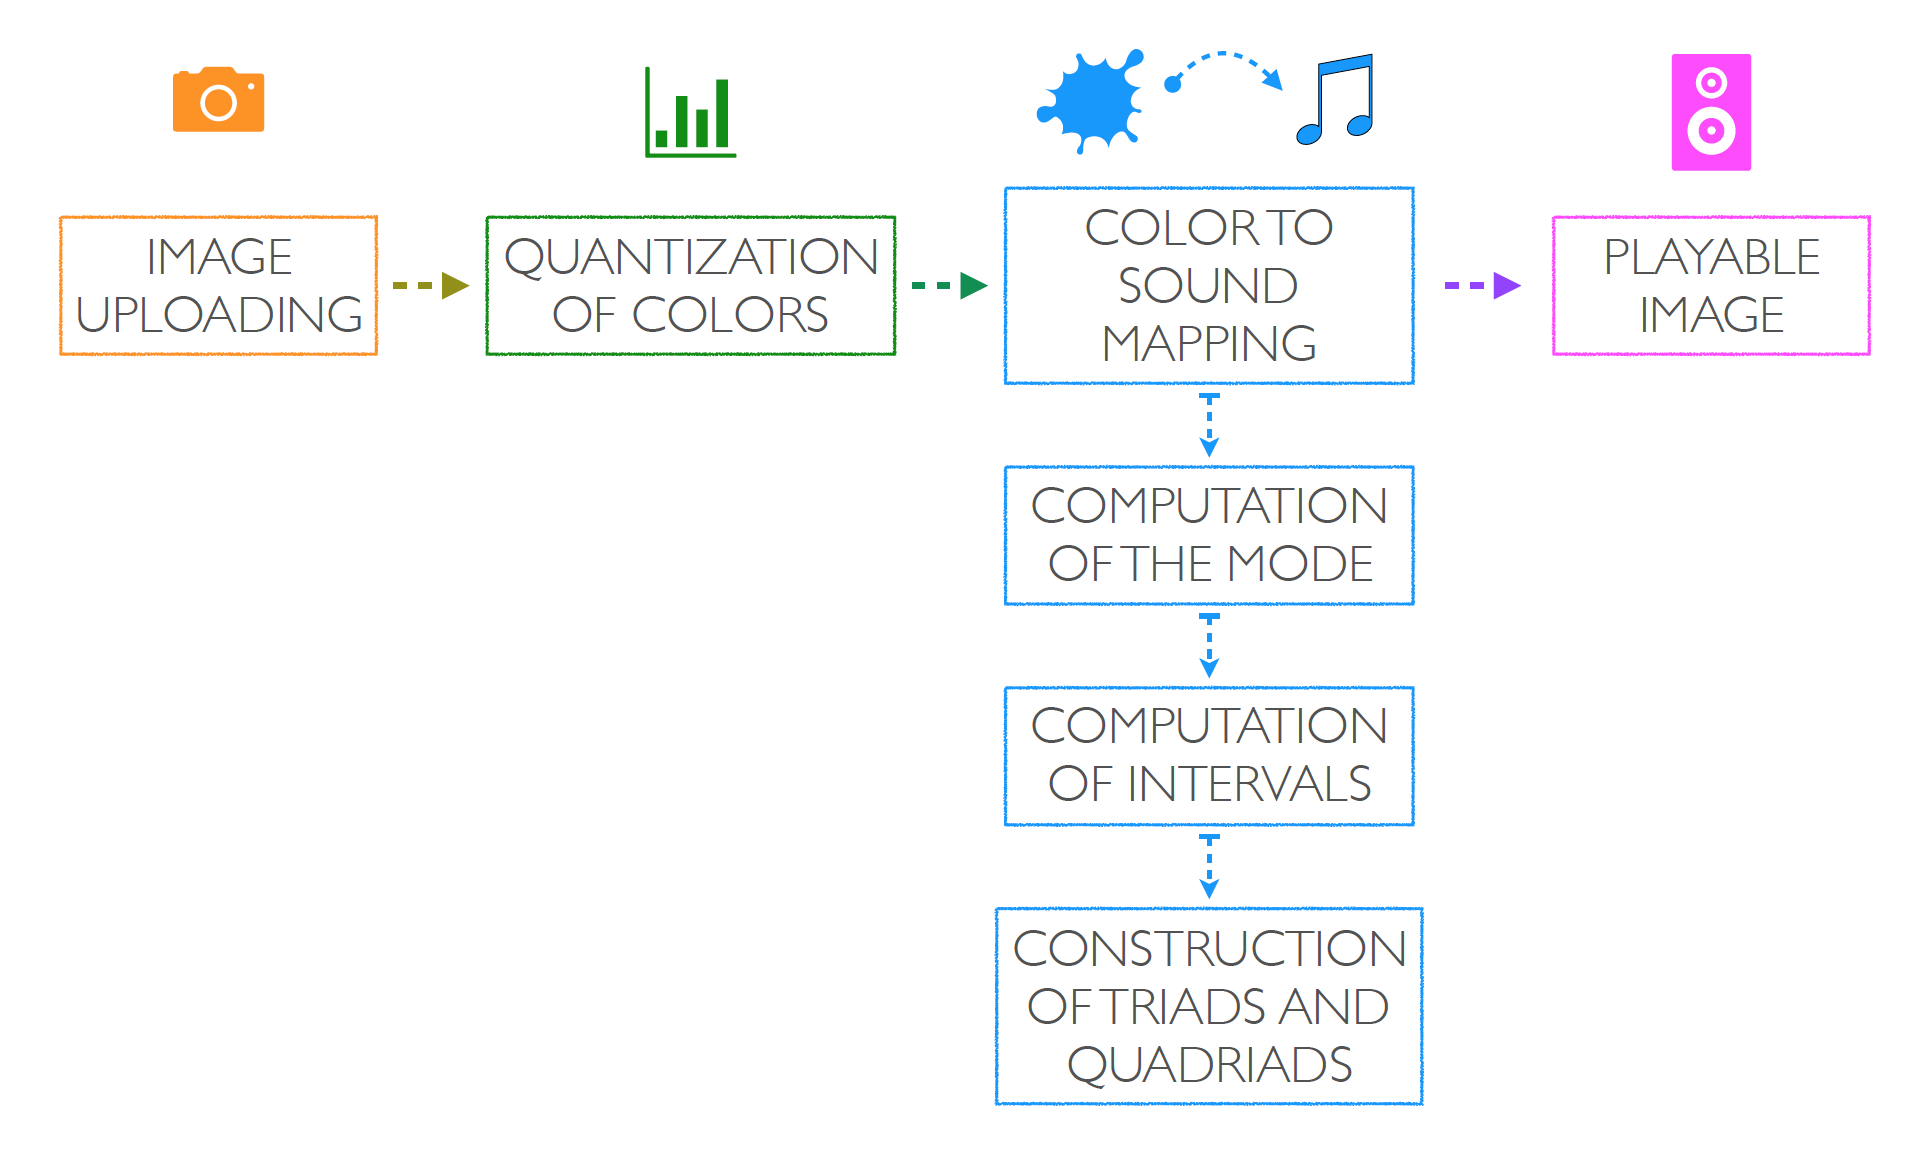 IMAGE
UPLOADING
QUANTIZATION
OF COLORS
COLOR TO
SOUND
MAPPING
PLAYABLE
IMAGE
COMPUTATION
OF THE MODE
COMPUTATION
OF INTERVALS
CONSTRUCTION
OF TRIADS AND
QUADRIADS